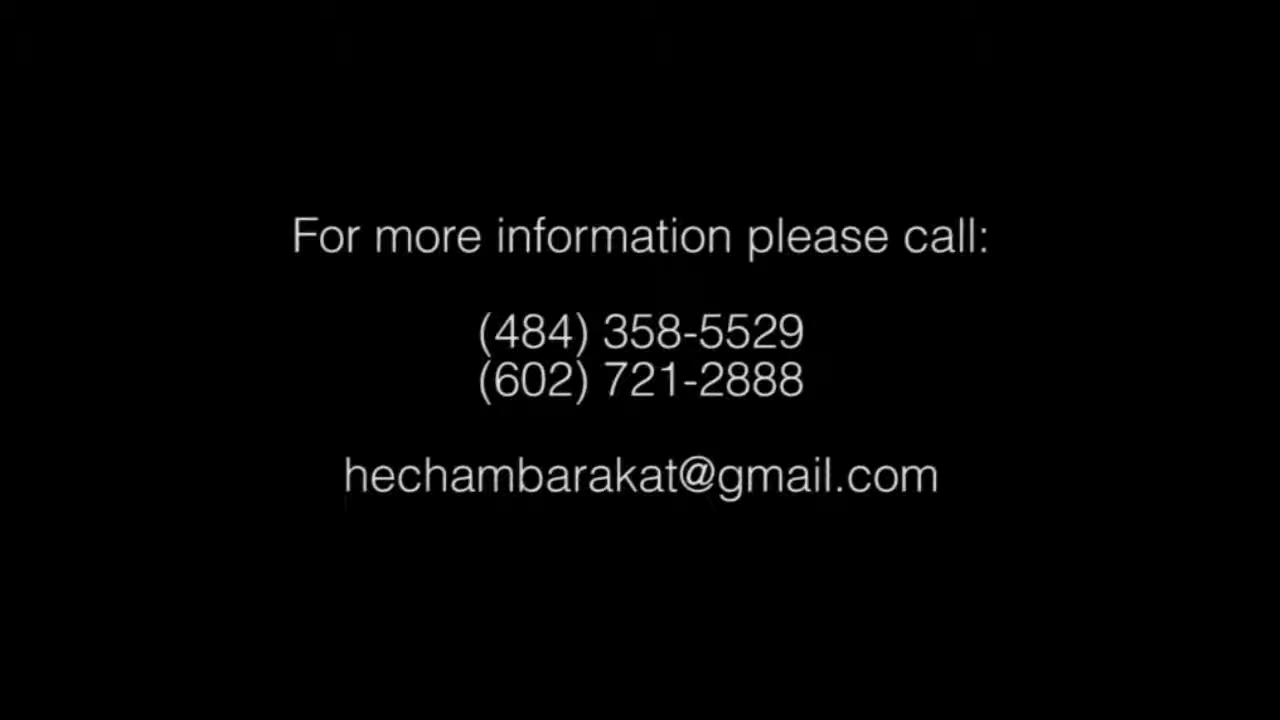 For more information please call:
(484) 358-5529
(602) 721-2888
hechambarakat@gmail.com